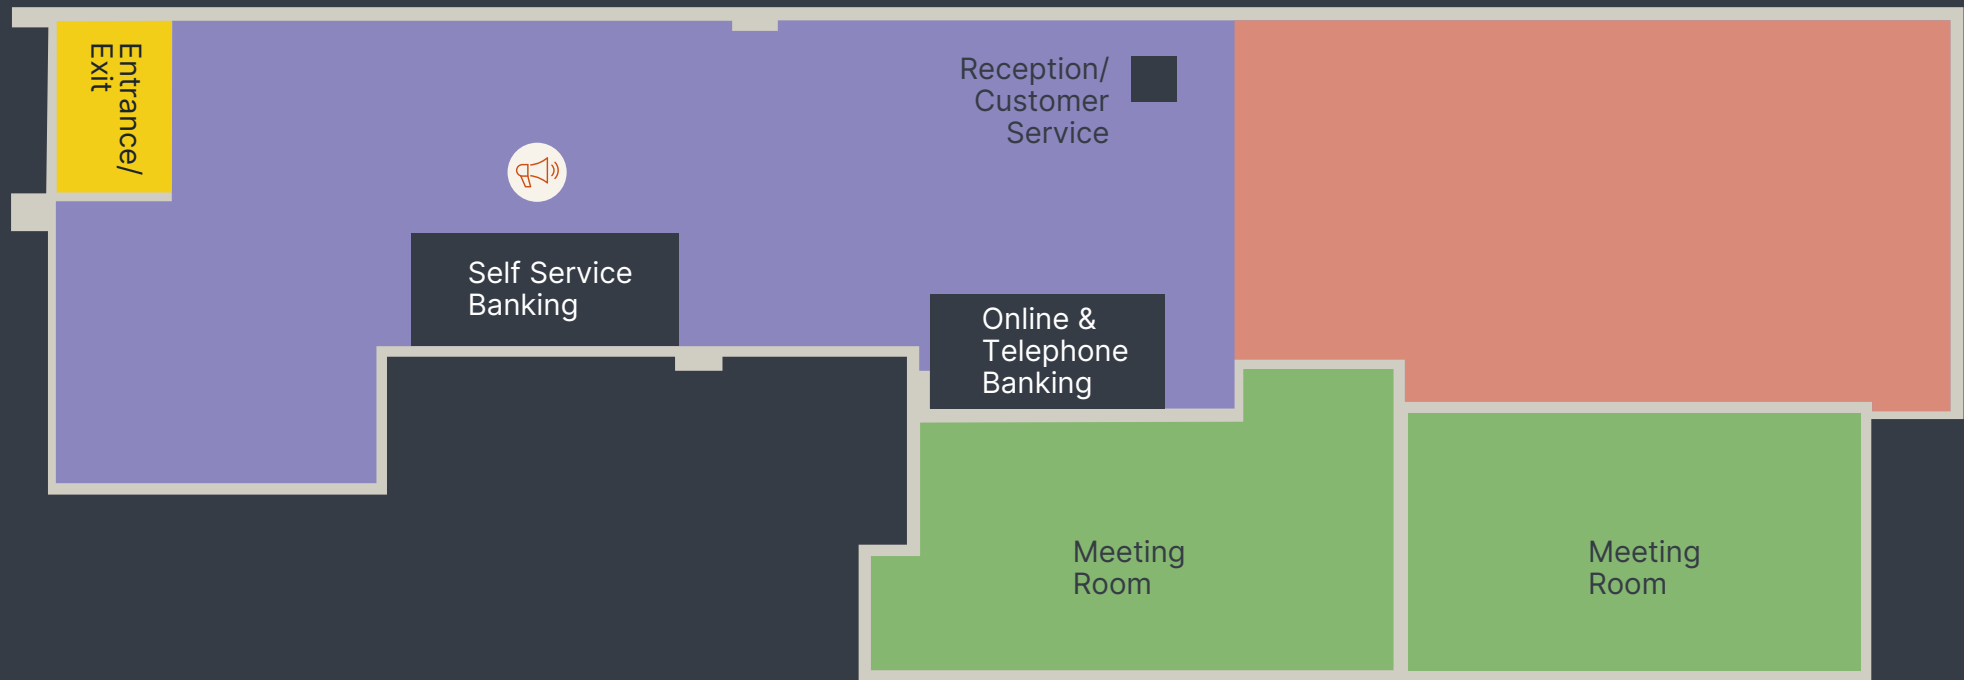 Entrance/
Exit
Reception/
Customer
Service
Self Service
Banking
Online &
Telephone
Banking
Meeting
Room
Meeting
Room